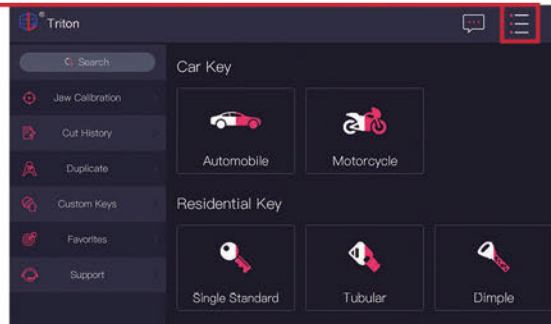 Triton
Search
Jaw Calibration
Cut History
Duplicate
Custom Keys
Favorites
Support
Car Key
Automobile
Motorcycle
Residential Key
Single Standard
Tubular
Dimple